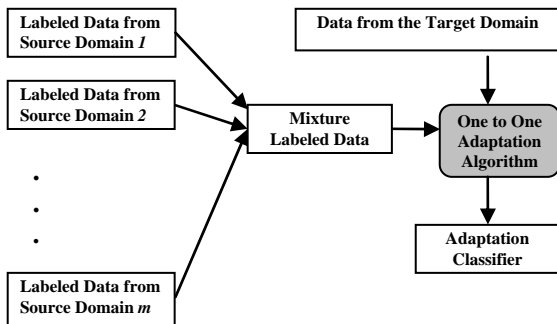 Labeled Data from
Source Domain 1
Data from the Target Domain
Labeled Data from
Source Domain 2
Mixture
Labeled Data
One to One
Adaptation
Algorithm
.
.
.
Adaptation
Classifier
Labeled Data from
Source Domain m